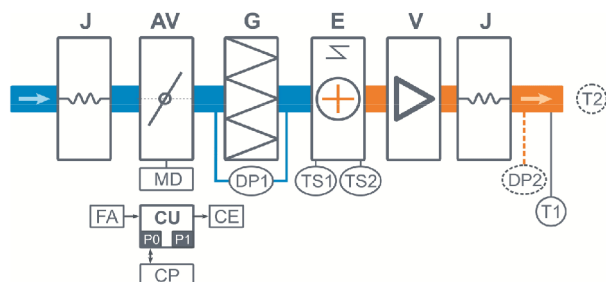 J AV G E V J
T2
MD DP1 TS1 TS2 DP2
T1
FA CU CE
P0 P1
CP